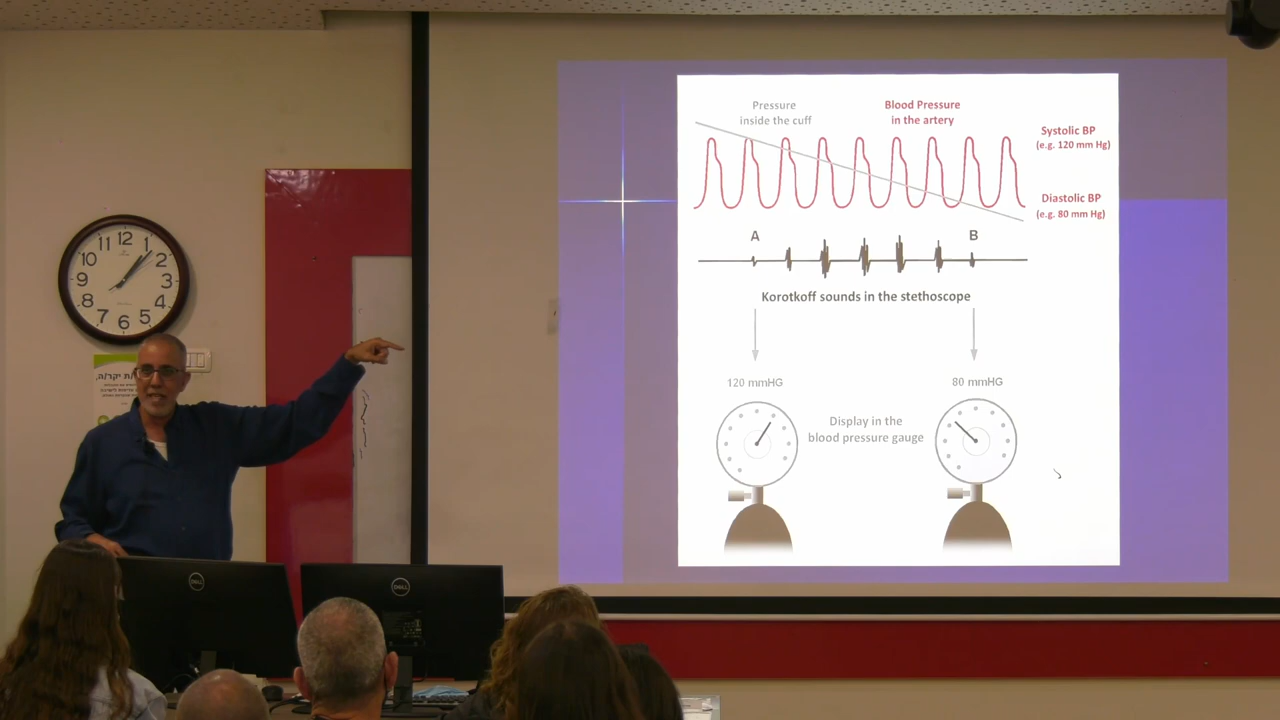 Pressure
inside the cuff
Blood Pressure
in the artery
Systolic BP
(e.g. 120 mm Hg)
Diastolic BP
(e.g. 80 mm Hg)
A
B
Korotkoff sounds in the stethoscope
120 mmHG
80 mmHG
Display in the
blood pressure gauge
12
1
2
3
4
5
6
7
8
9
10
11
ת יקר/ה,
DELL
DELL